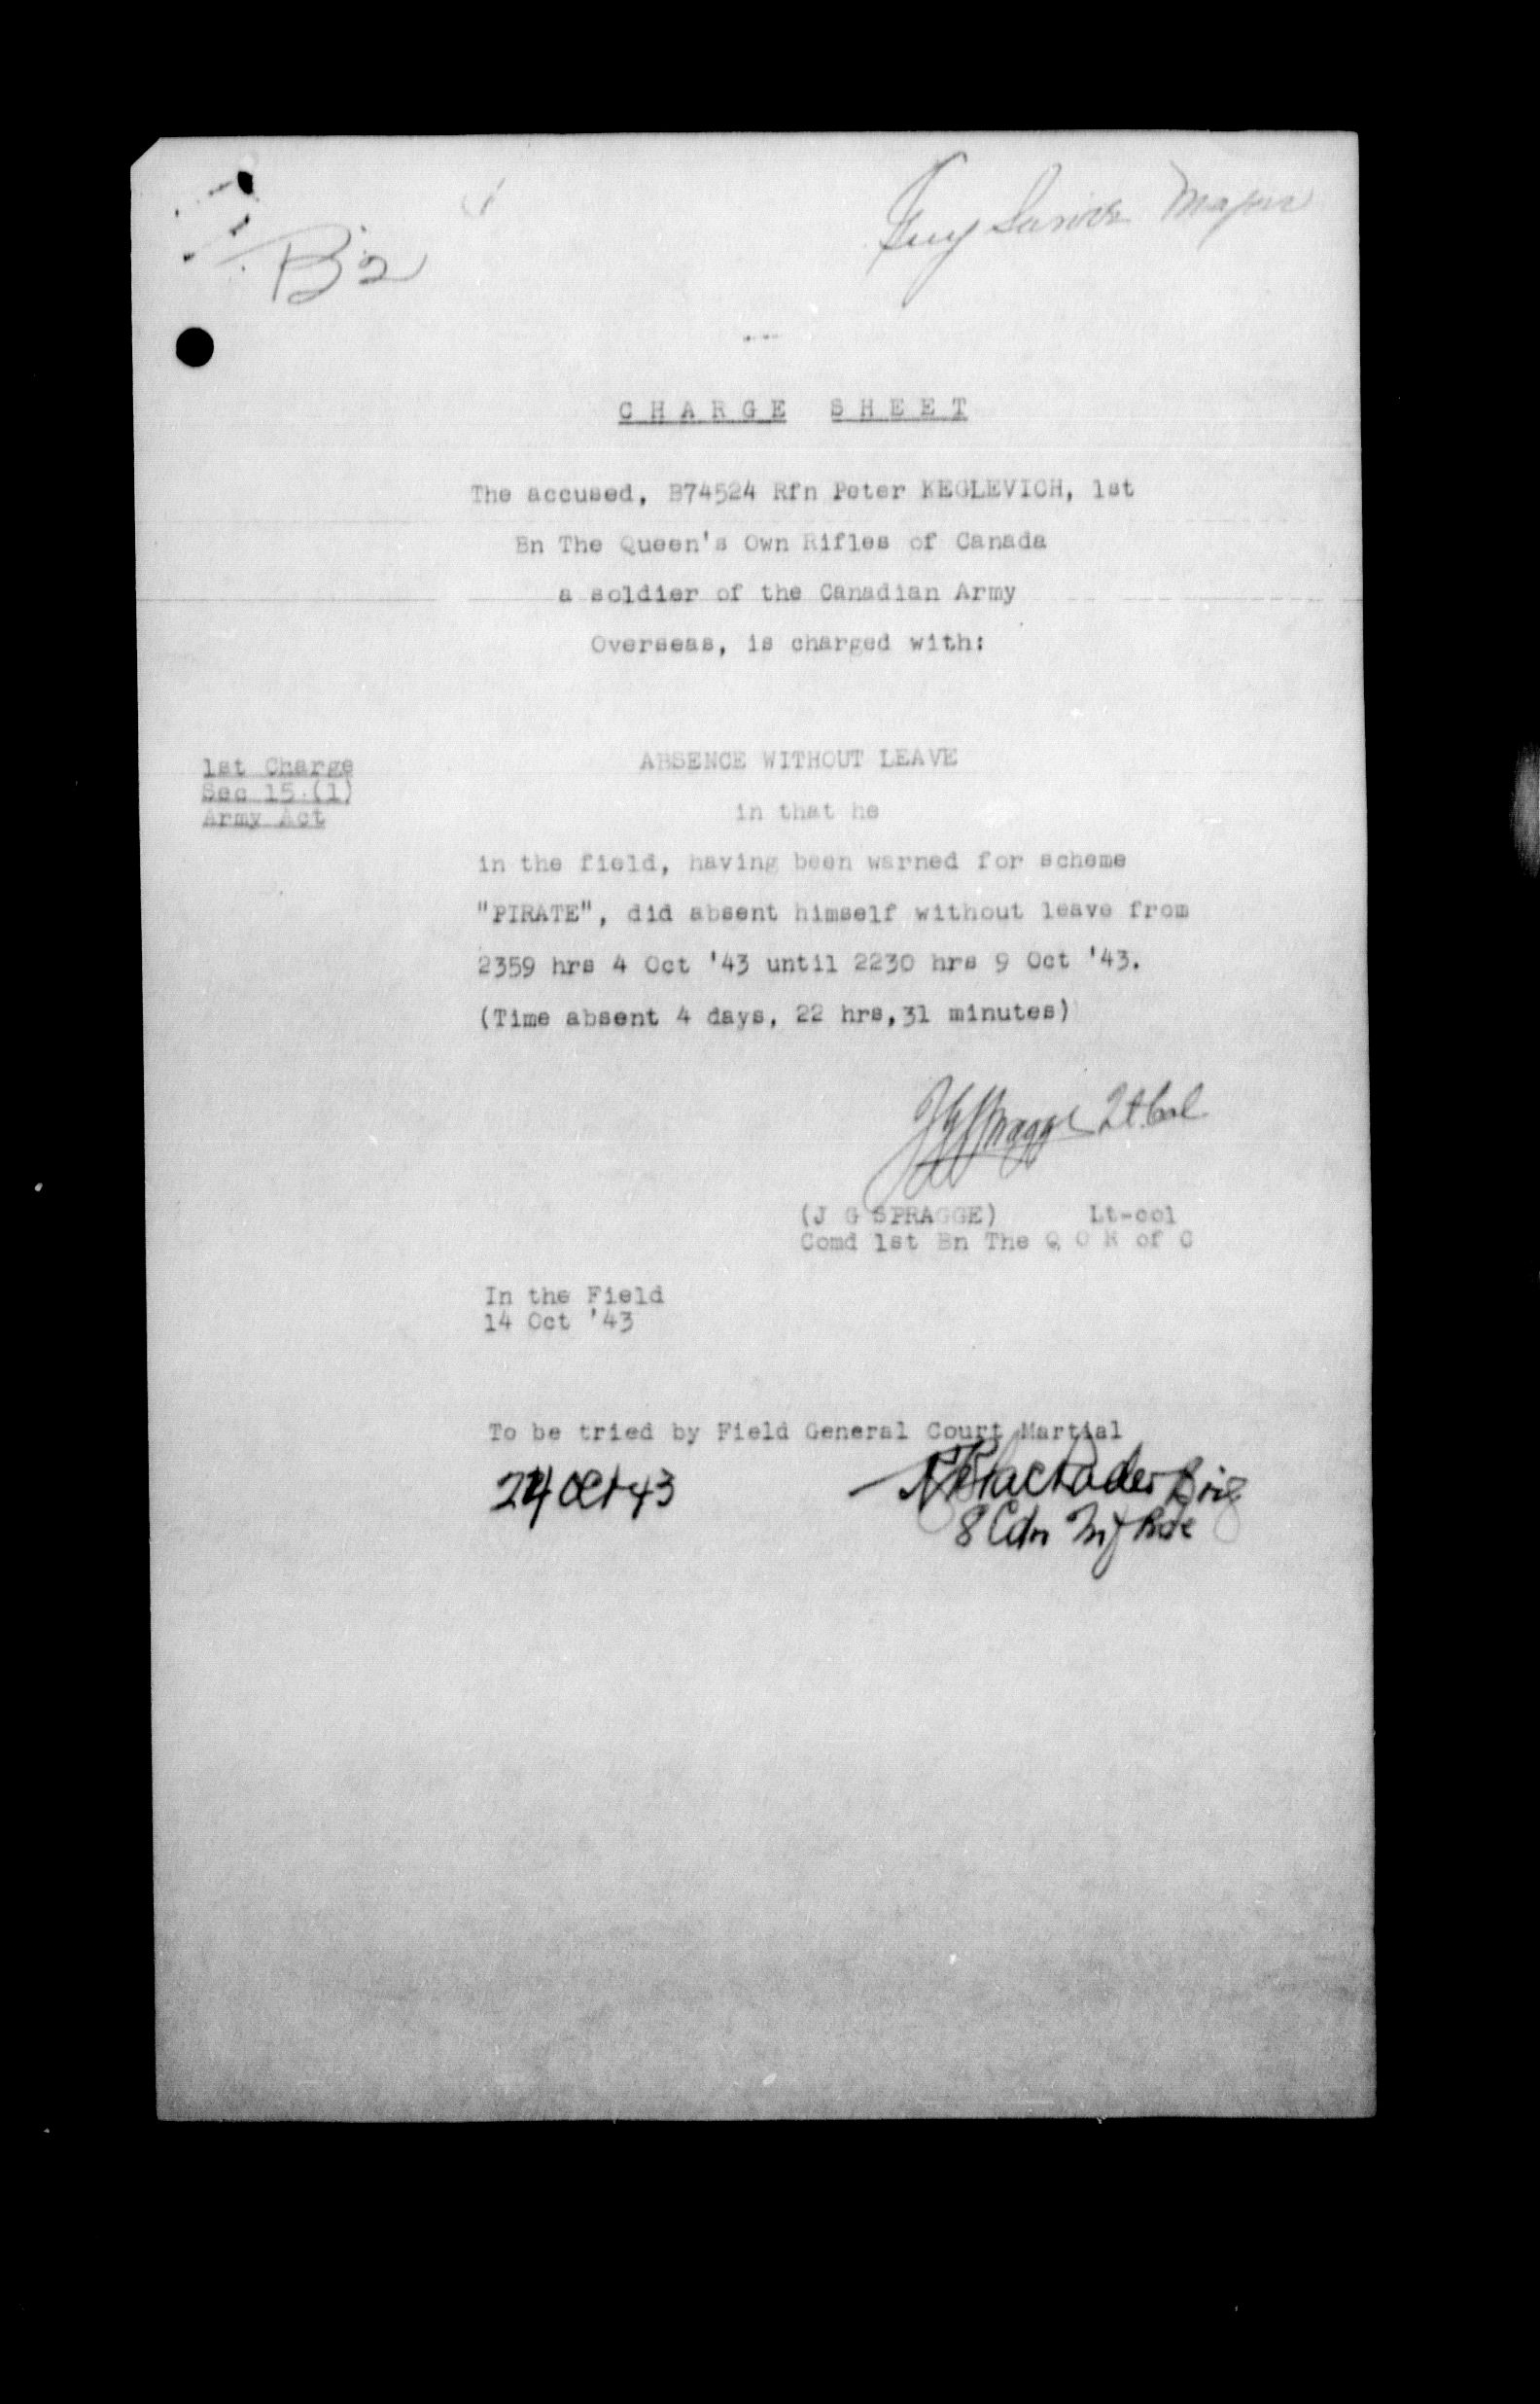 B2
Major
CHARGE SHEET
The accused, B74524 Rfn Peter KEGLEVICH, 1st
Bn The Queen's Own Rifles of Canada
a soldier of the Canadian Army
Overseas, is charged with:
1st Charge
Sec 15.(1)
Army Act
ABSENCE WITHOUT LEAVE
in that he
in the field, having been warned for scheme
"PIRATE", did absent himself without leave from
2359 hrs 4 Oct '43 until 2230 hrs 9 Oct '43.
(Time absent 4 days, 22 hrs,31 minutes)
JGSpragge Lt.Col
(J G SPRAGGE) Lt-col
Comd 1st Bn The Q O R of C
In the Field
14 Oct '43
To be tried by Field General Court Martial
24 Oct 43
Brig
8 Cdn Inf Bde